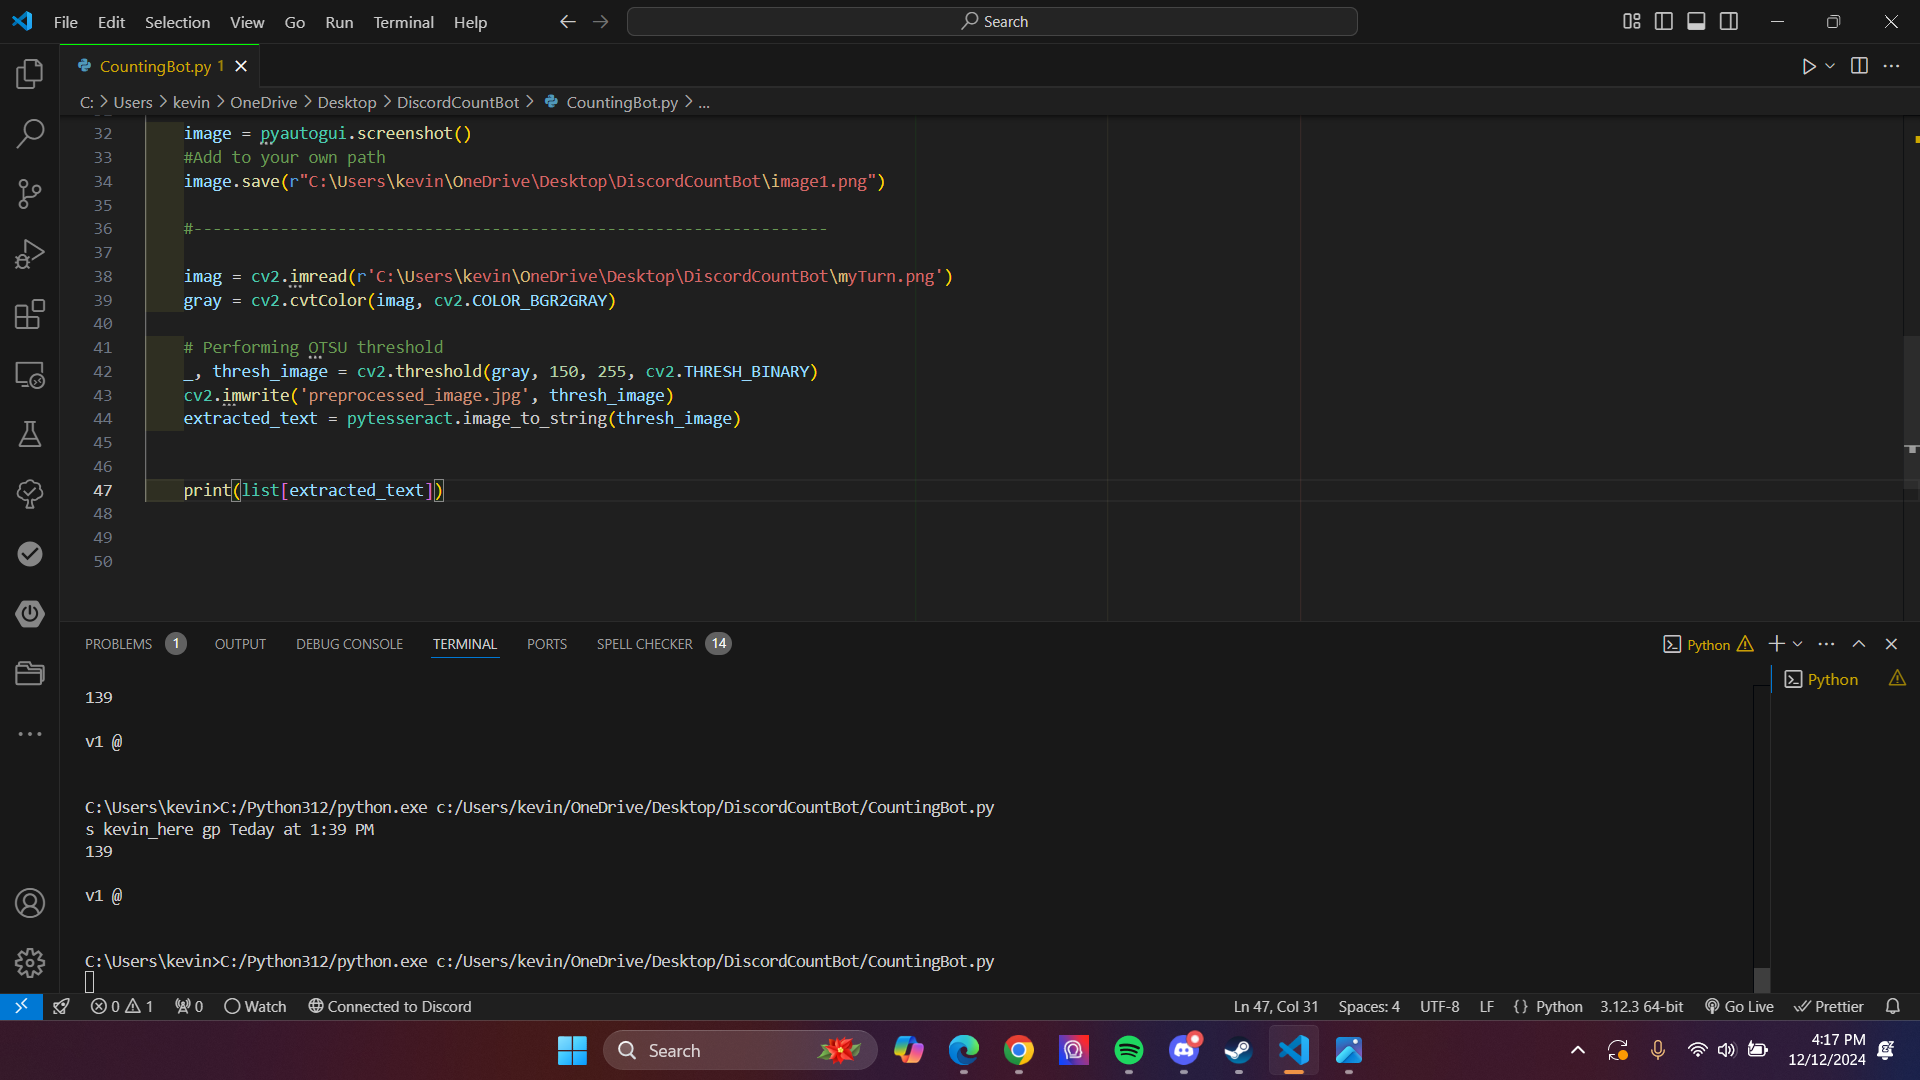 File Edit Selection View Go Run Terminal Help
Search
CountingBot.py 1
C: > Users > kevin > OneDrive > Desktop > DiscordCountBot > CountingBot.py > ...
32 image = pyautogui.screenshot()
33 #Add to your own path
34 image.save(r"C:\Users\kevin\OneDrive\Desktop\DiscordCountBot\image1.png")
35
36 #------------------------------------------------------------------
37
38 imag = cv2.imread(r'C:\Users\kevin\OneDrive\Desktop\DiscordCountBot\myTurn.png')
39 gray = cv2.cvtColor(imag, cv2.COLOR_BGR2GRAY)
40
41 # Performing OTSU threshold
42 _, thresh_image = cv2.threshold(gray, 150, 255, cv2.THRESH_BINARY)
43 cv2.imwrite('preprocessed_image.jpg', thresh_image)
44 extracted_text = pytesseract.image_to_string(thresh_image)
45
46
47 print(list[extracted_text])
48
49
50
PROBLEMS 1 OUTPUT DEBUG CONSOLE TERMINAL PORTS SPELL CHECKER 14
Python
Python
139
v1 @
C:\Users\kevin>C:/Python312/python.exe c:/Users/kevin/OneDrive/Desktop/DiscordCountBot/CountingBot.py
s kevin_here gp Teday at 1:39 PM
139
v1 @
C:\Users\kevin>C:/Python312/python.exe c:/Users/kevin/OneDrive/Desktop/DiscordCountBot/CountingBot.py
0 1 0 Watch Connected to Discord Ln 47, Col 31 Spaces: 4 UTF-8 LF {} Python 3.12.3 64-bit Go Live Prettier
Search
4:17 PM
12/12/2024